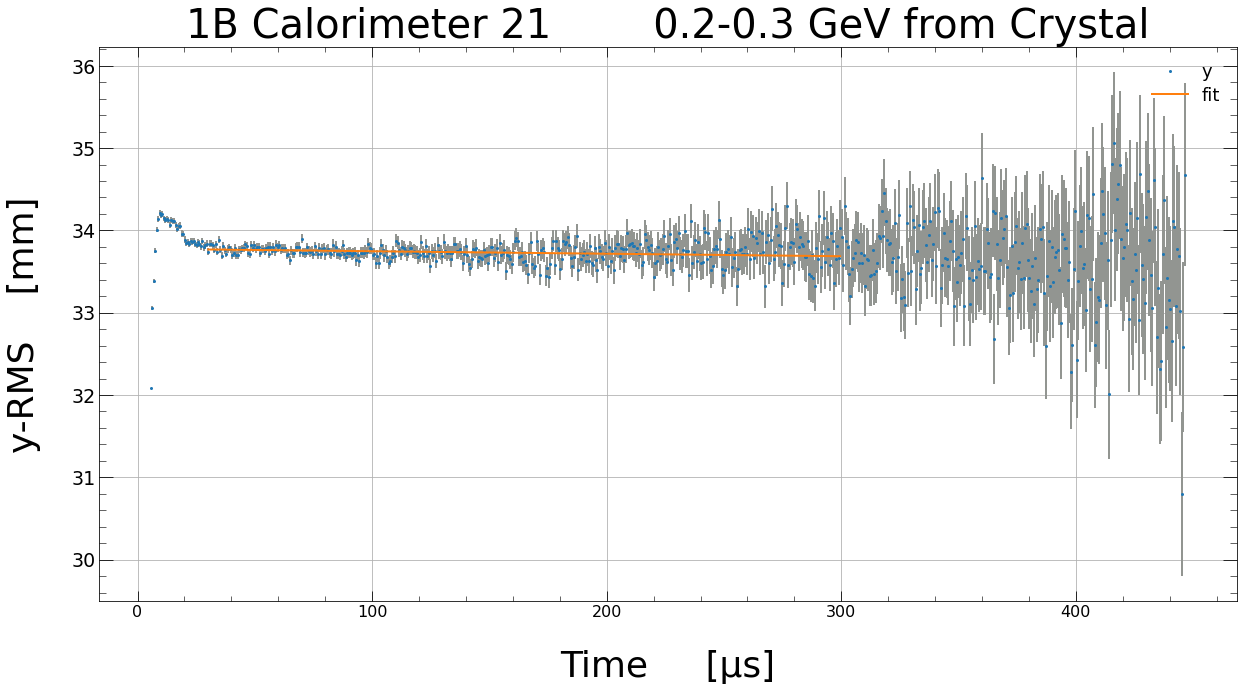 1B Calorimeter 21 0.2-0.3 GeV from Crystal
y
fit
36
35
34
33
32
31
30
y-RMS [mm]
0 100 200 300 400
Time [μs]